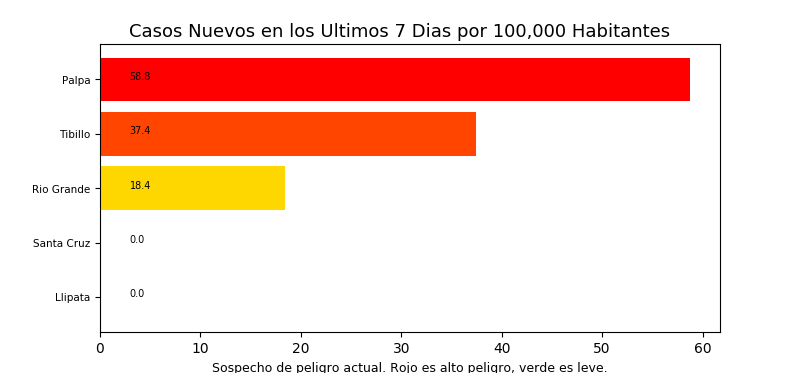 Casos Nuevos en los Ultimos 7 Dias por 100,000 Habitantes
Palpa 58.8
Tibillo 37.4
Rio Grande 18.4
Santa Cruz 0.0
Llipata 0.0
0 10 20 30 40 50 60
Sospecho de peligro actual. Rojo es alto peligro, verde es leve.